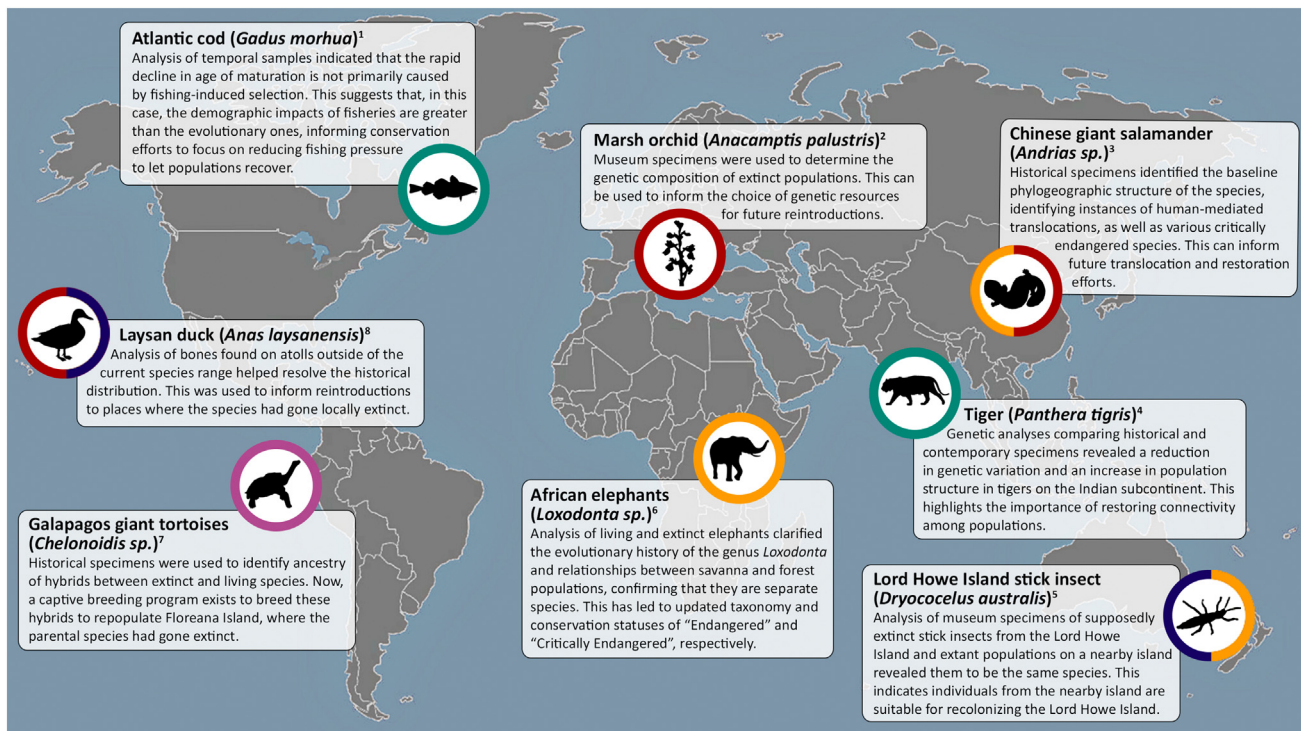 Atlantic cod (Gadus morhua)¹
Analysis of temporal samples indicated that the rapid
decline in age of maturation is not primarily caused
by fishing-induced selection. This suggests that, in this
case, the demographic impacts of fisheries are greater
than the evolutionary ones, informing conservation
efforts to focus on reducing fishing pressure
to let populations recover.
Marsh orchid (Anacamptis palustris)²
Museum specimens were used to determine the
genetic composition of extinct populations. This can
be used to inform the choice of genetic resources
for future reintroductions.
Chinese giant salamander
(Andrias sp.)³
Historical specimens identified the baseline
phylogeographic structure of the species,
identifying instances of human-mediated
translocations, as well as various critically
endangered species. This can inform
future translocation and restoration
efforts.
Laysan duck (Anas laysanensis)⁸
Analysis of bones found on atolls outside of the
current species range helped resolve the historical
distribution. This was used to inform reintroductions
to places where the species had gone locally extinct.
Tiger (Panthera tigris)⁴
Genetic analyses comparing historical and
contemporary specimens revealed a reduction
in genetic variation and an increase in population
structure in tigers on the Indian subcontinent. This
highlights the importance of restoring connectivity
among populations.
African elephants
(Loxodonta sp.)⁶
Analysis of living and extinct elephants clarified
the evolutionary history of the genus Loxodonta
and relationships between savanna and forest
populations, confirming that they are separate
species. This has led to updated taxonomy and
conservation statuses of “Endangered” and
“Critically Endangered”, respectively.
Galapagos giant tortoises
(Chelonoidis sp.)⁷
Historical specimens were used to identify ancestry
of hybrids between extinct and living species. Now,
a captive breeding program exists to breed these
hybrids to repopulate Floreana Island, where the
parental species had gone extinct.
Lord Howe Island stick insect
(Dryococelus australis)⁵
Analysis of museum specimens of supposedly
extinct stick insects from the Lord Howe
Island and extant populations on a nearby island
revealed them to be the same species. This
indicates individuals from the nearby island are
suitable for recolonizing the Lord Howe Island.